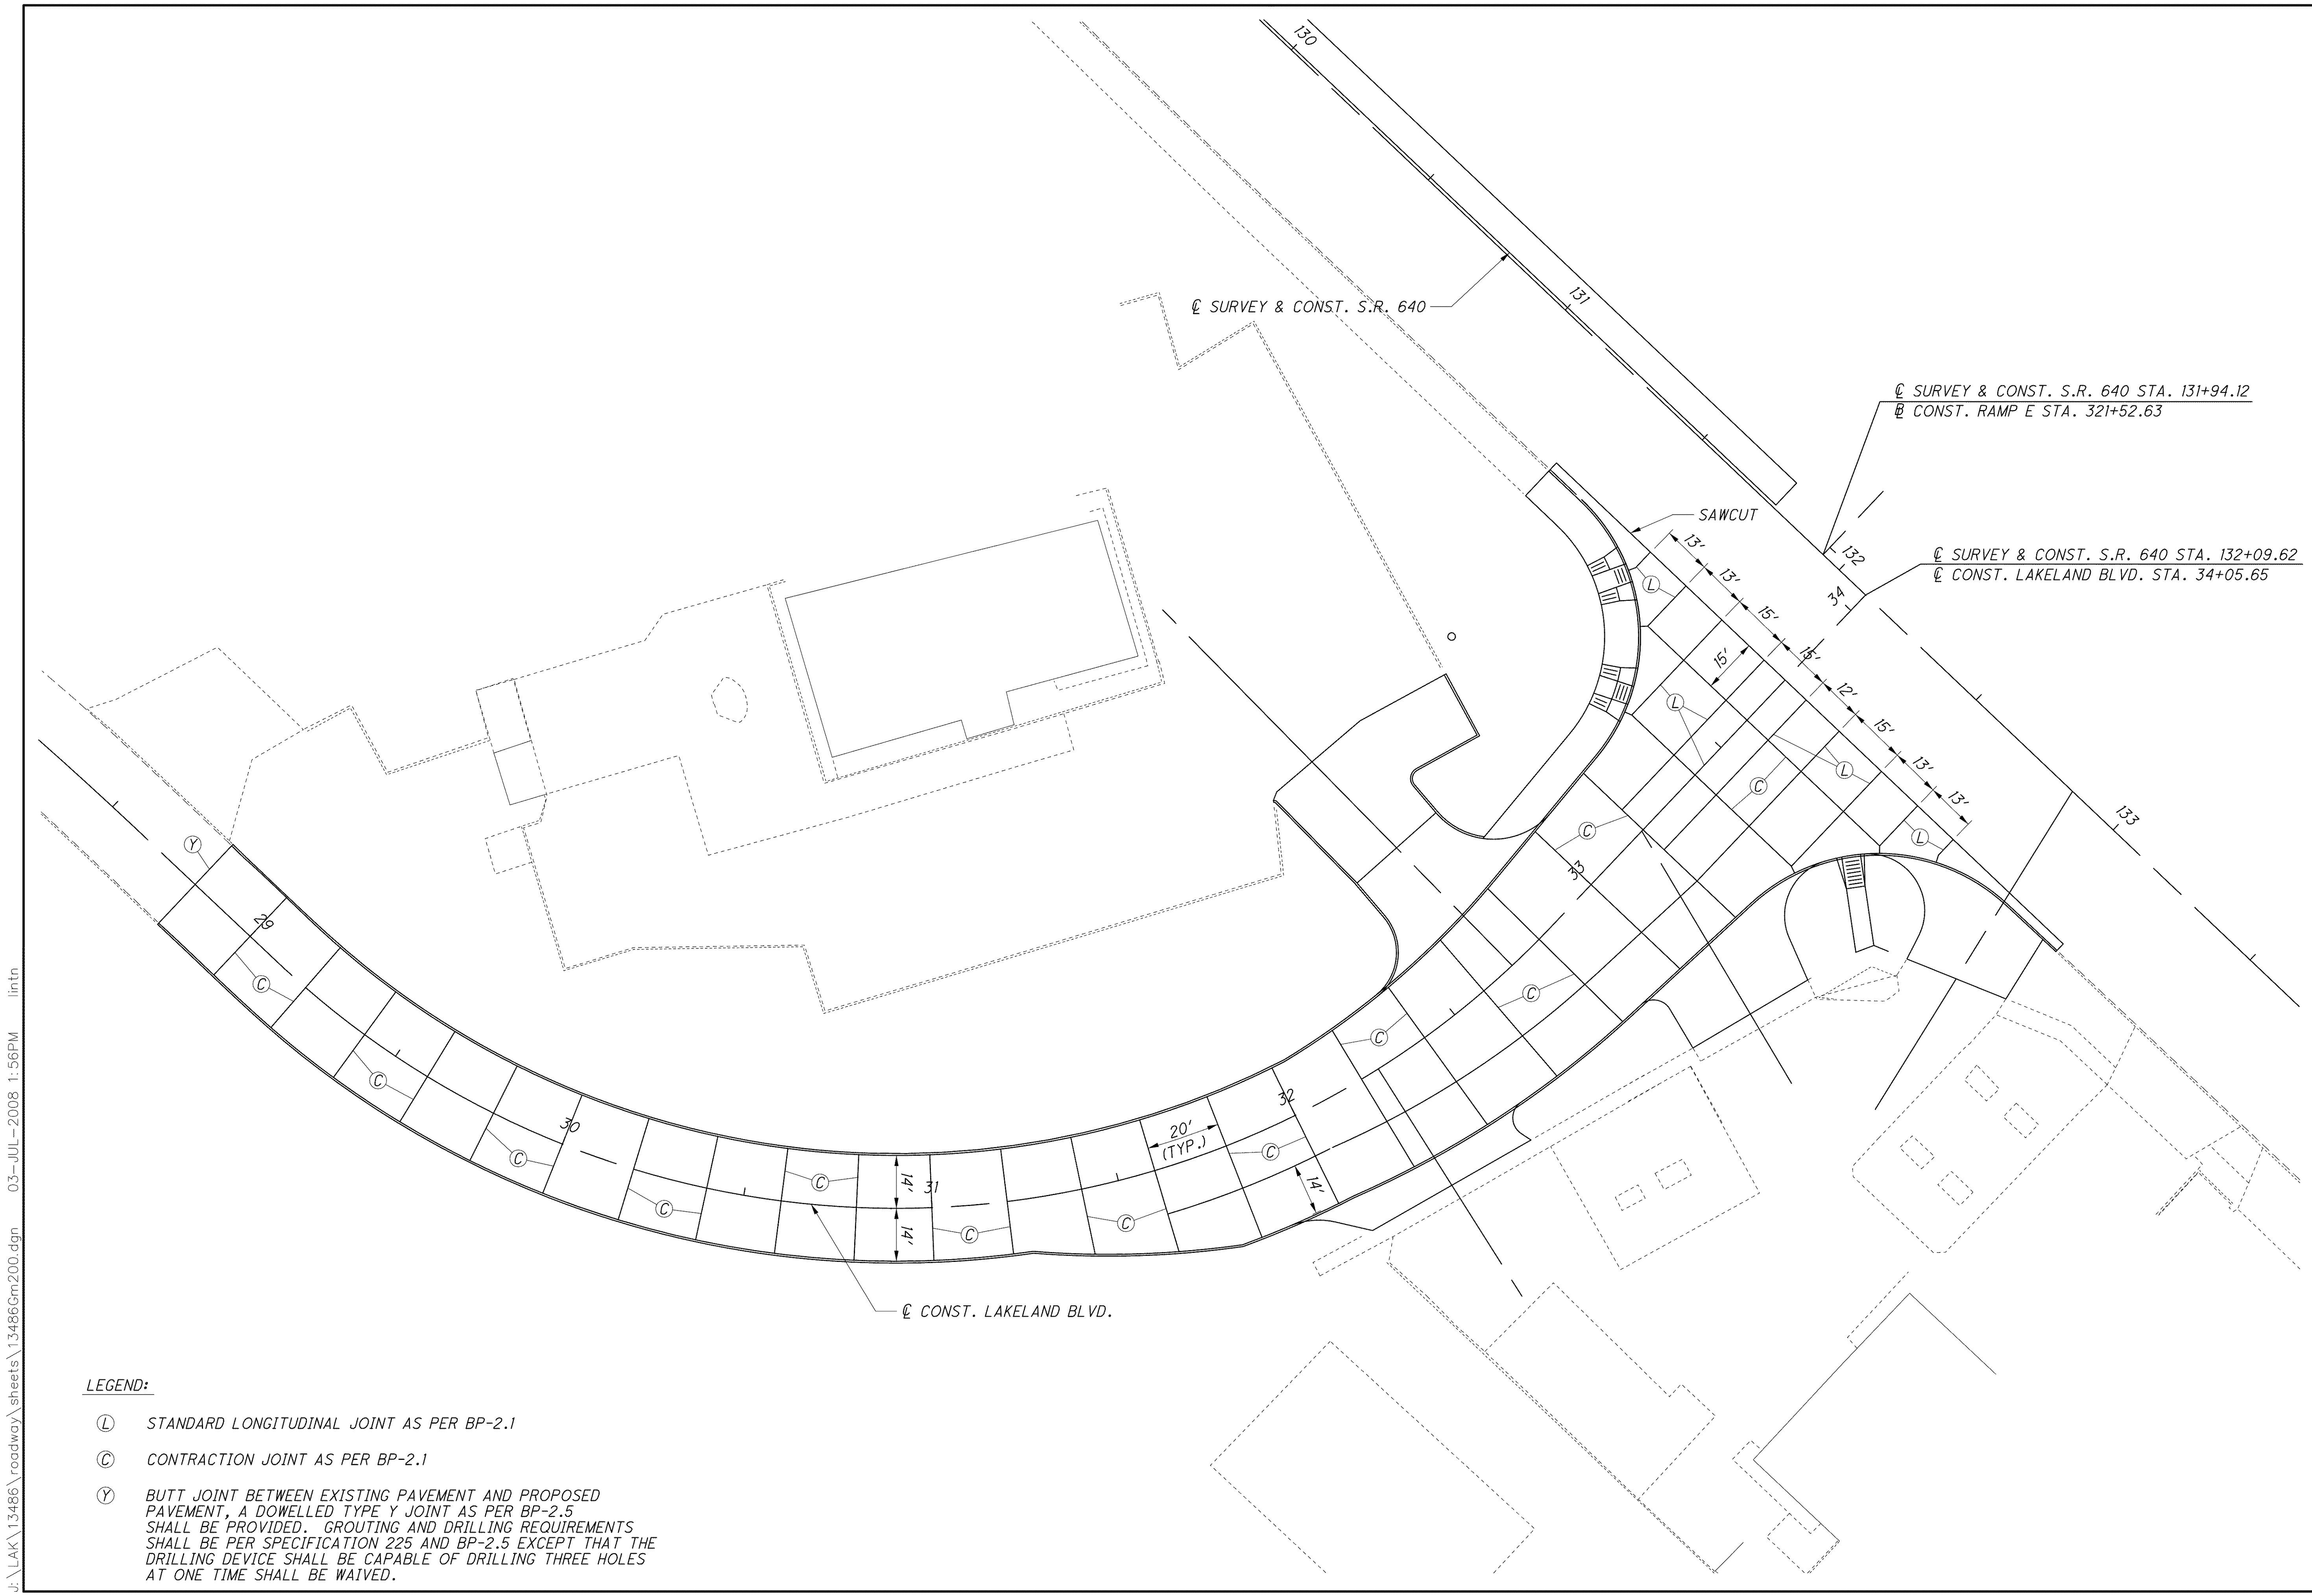 130
℄ SURVEY & CONST. S.R. 640
131
℄ SURVEY & CONST. S.R. 640 STA. 131+94.12
B̵ CONST. RAMP E STA. 321+52.63
SAWCUT
132
℄ SURVEY & CONST. S.R. 640 STA. 132+09.62
℄ CONST. LAKELAND BLVD. STA. 34+05.65
34
13'
13'
15'
15'
12'
15'
13'
13'
15'
L
L
L
L
C
C
133
33
Y
29
C
C
C
30
C
C
14'
14'
31
C
C
20'
(TYP.)
C
32
14'
C
C
℄ CONST. LAKELAND BLVD.
LEGEND:
L STANDARD LONGITUDINAL JOINT AS PER BP-2.1
C CONTRACTION JOINT AS PER BP-2.1
Y BUTT JOINT BETWEEN EXISTING PAVEMENT AND PROPOSED
PAVEMENT, A DOWELLED TYPE Y JOINT AS PER BP-2.5
SHALL BE PROVIDED. GROUTING AND DRILLING REQUIREMENTS
SHALL BE PER SPECIFICATION 225 AND BP-2.5 EXCEPT THAT THE
DRILLING DEVICE SHALL BE CAPABLE OF DRILLING THREE HOLES
AT ONE TIME SHALL BE WAIVED.
J:\LAK\13486\roadway\sheets\13486Gm200.dgn 03-JUL-2008 1:56PM lintn